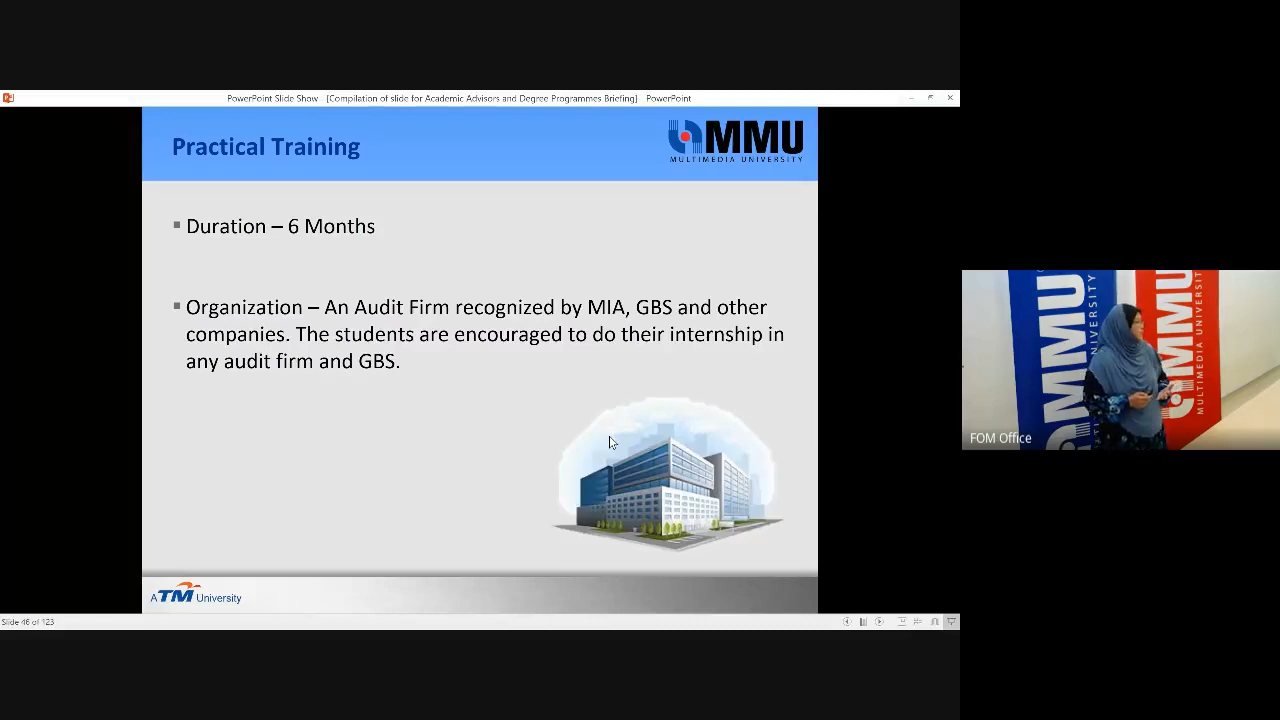 PowerPoint Slide Show - [Compilation of slide for Academic Advisors and Degree Programmes Briefing] - PowerPoint
Practical Training
MMU
MULTIMEDIA UNIVERSITY
▪ Duration – 6 Months
▪ Organization – An Audit Firm recognized by MIA, GBS and other
companies. The students are encouraged to do their internship in
any audit firm and GBS.
A TM University
Slide 46 of 123
MMU
MMU
MULTIMEDIA UNIVERSITY
FOM Office